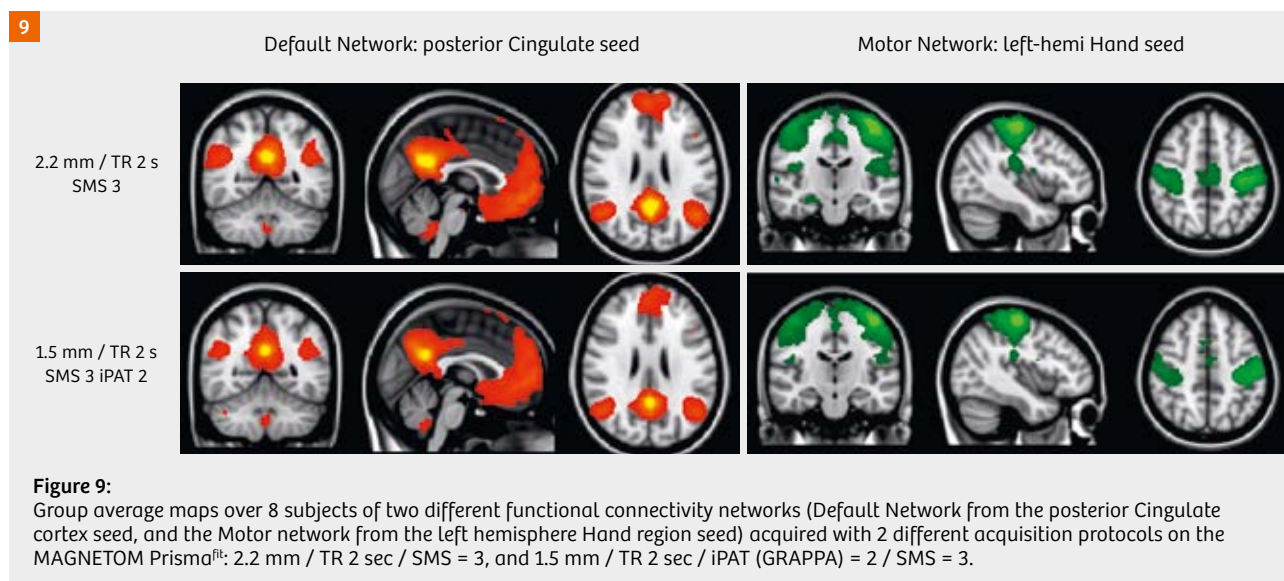 9
Default Network: posterior Cingulate seed
Motor Network: left-hemi Hand seed
2.2 mm / TR 2 s
SMS 3
1.5 mm / TR 2 s
SMS 3 iPAT 2
Figure 9:
Group average maps over 8 subjects of two different functional connectivity networks (Default Network from the posterior Cingulate
cortex seed, and the Motor network from the left hemisphere Hand region seed) acquired with 2 different acquisition protocols on the
MAGNETOM Prismafit: 2.2 mm / TR 2 sec / SMS = 3, and 1.5 mm / TR 2 sec / iPAT (GRAPPA) = 2 / SMS = 3.